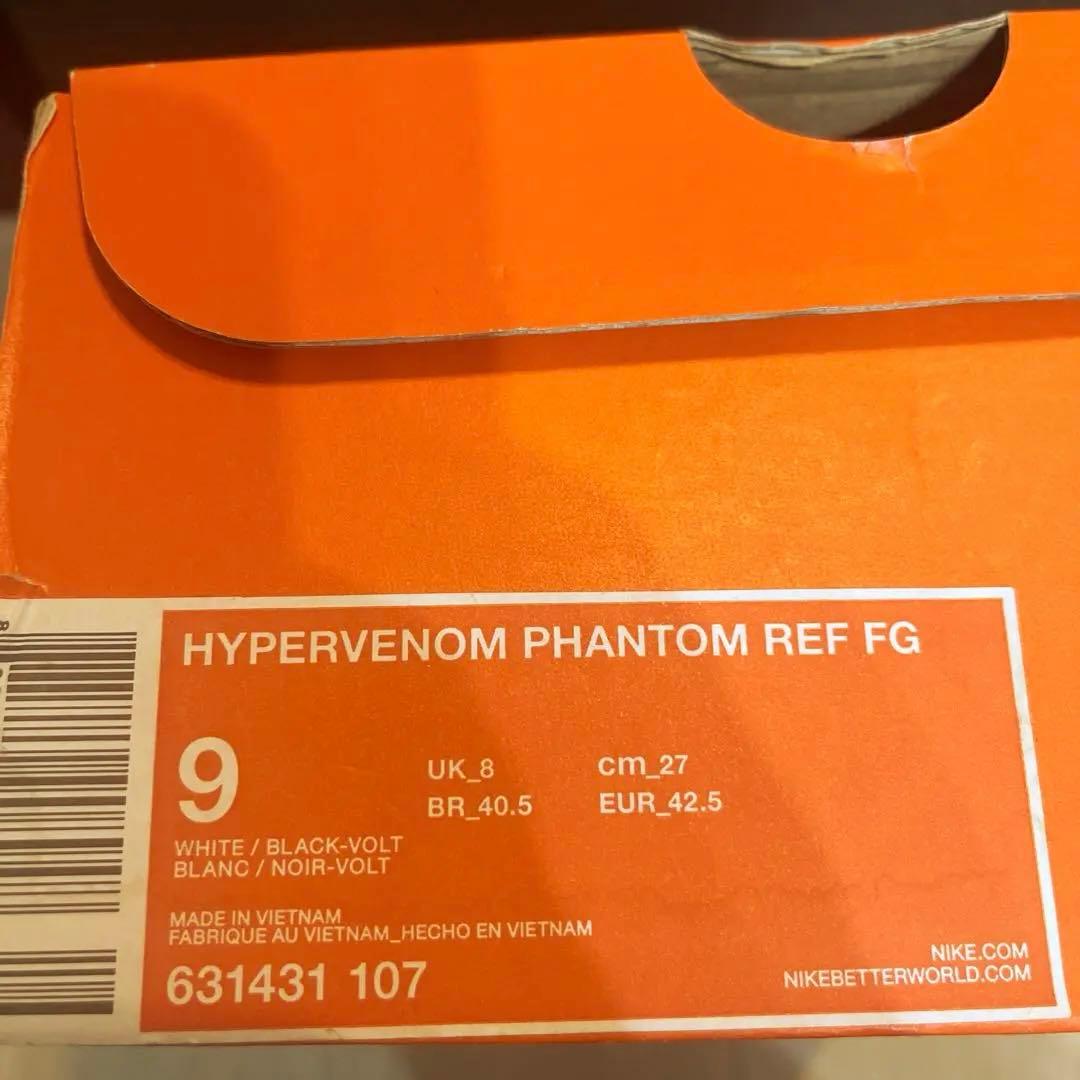 HYPERVENOM PHANTOM REF FG
9
UK_8 cm_27
BR_40.5 EUR_42.5
WHITE / BLACK-VOLT
BLANC / NOIR-VOLT
MADE IN VIETNAM
FABRIQUE AU VIETNAM_HECHO EN VIETNAM
631431 107
NIKE.COM
NIKEBETTERWORLD.COM